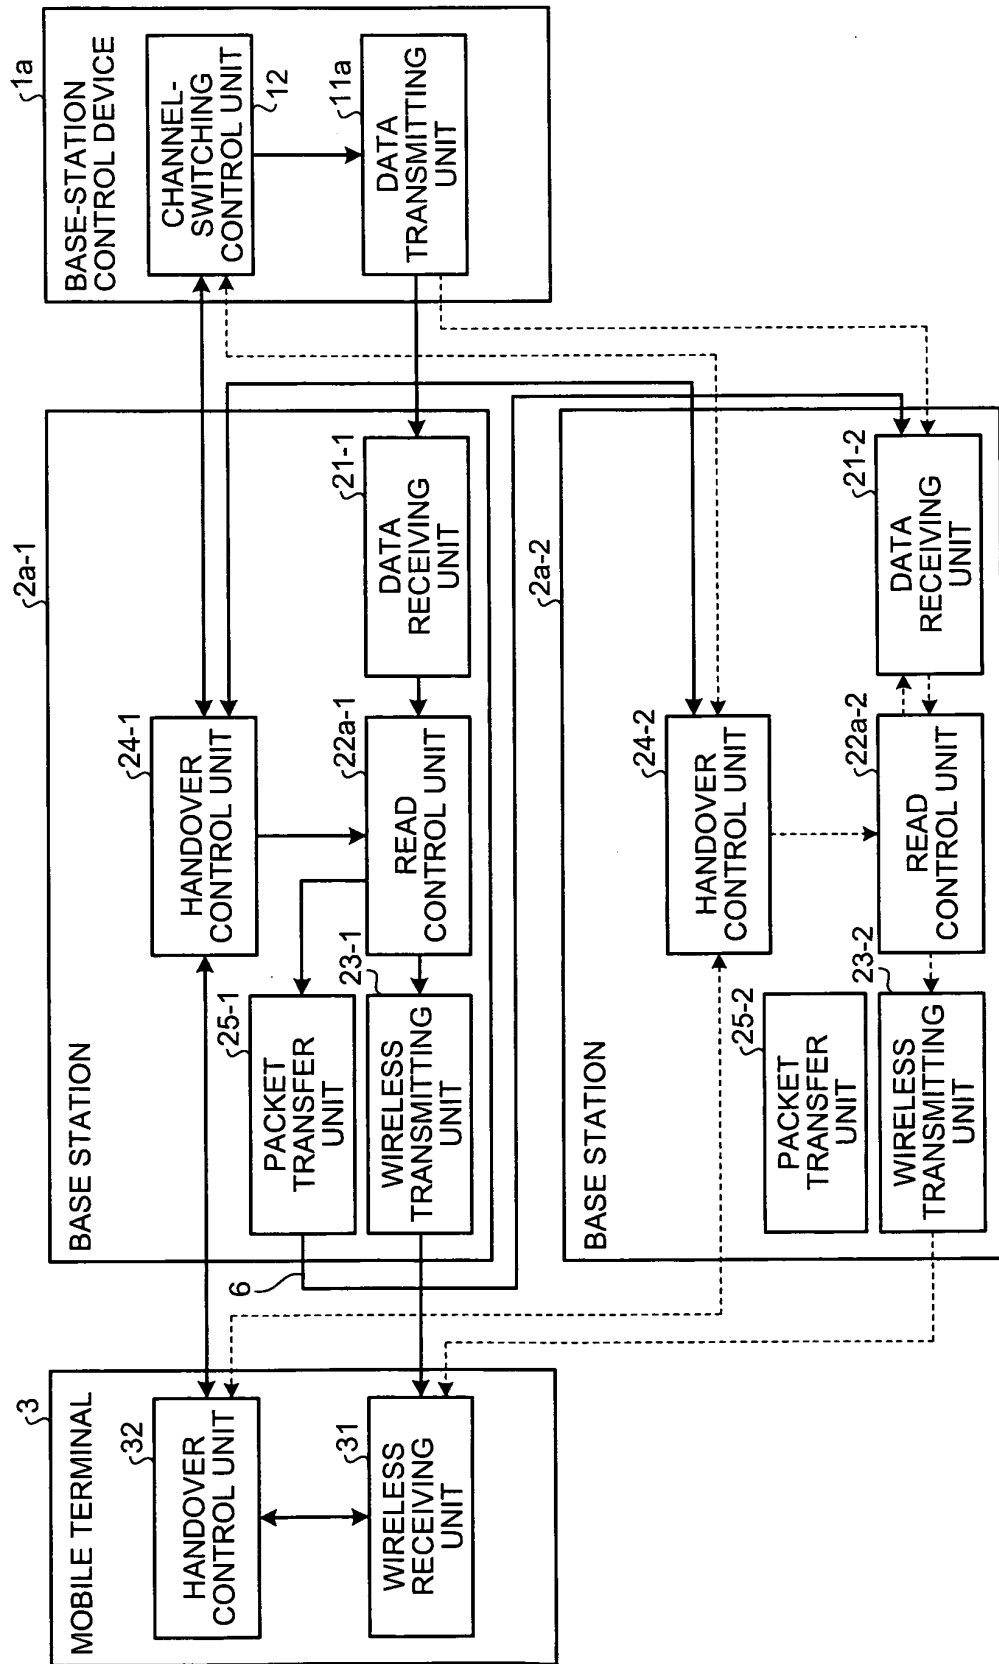 3
MOBILE TERMINAL
32
HANDOVER
CONTROL UNIT
31
WIRELESS
RECEIVING
UNIT
2a-1
BASE STATION
24-1
HANDOVER
CONTROL UNIT
25-1
PACKET
TRANSFER
UNIT
6
23-1
WIRELESS
TRANSMITTING
UNIT
22a-1
READ
CONTROL UNIT
21-1
DATA
RECEIVING
UNIT
1a
BASE-STATION
CONTROL DEVICE
CHANNEL-
SWITCHING
CONTROL UNIT
12
11a
DATA
TRANSMITTING
UNIT
2a-2
BASE STATION
24-2
HANDOVER
CONTROL UNIT
25-2
PACKET
TRANSFER
UNIT
23-2
WIRELESS
TRANSMITTING
UNIT
22a-2
READ
CONTROL UNIT
21-2
DATA
RECEIVING
UNIT